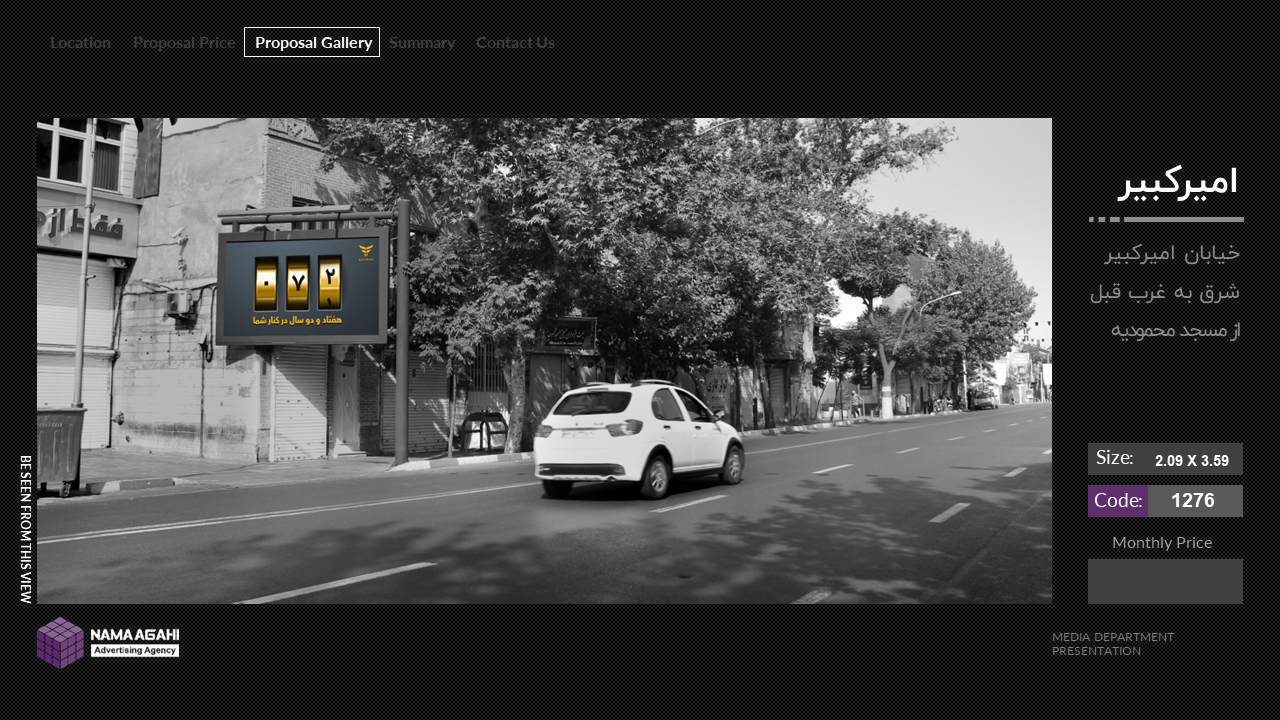 Location
Proposal Price
Proposal Gallery
Summary
Contact Us
۰ ۷ ۲
هفتاد و دو سال در کنار شما
BE SEEN FROM THIS VIEW
امیرکبیر
خیابان امیرکبیر
شرق به غرب قبل
از مسجد محمودیه
Size: 2.09 X 3.59
Code: 1276
Monthly Price
NAMA AGAHI
Advertising Agency
MEDIA DEPARTMENT
PRESENTATION